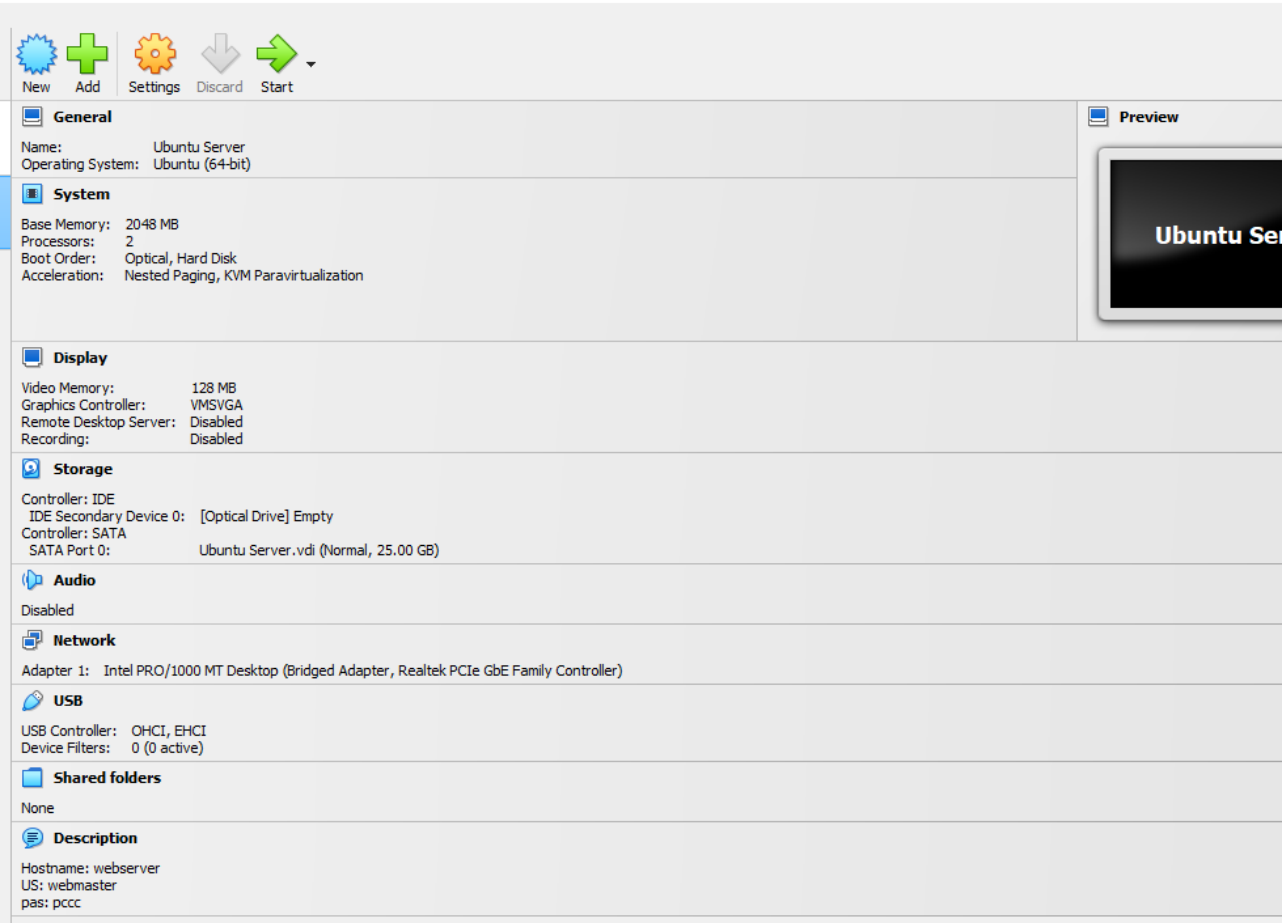 New Add Settings Discard Start
General
Name: Ubuntu Server
Operating System: Ubuntu (64-bit)
Preview
Ubuntu Ser
System
Base Memory: 2048 MB
Processors: 2
Boot Order: Optical, Hard Disk
Acceleration: Nested Paging, KVM Paravirtualization
Display
Video Memory: 128 MB
Graphics Controller: VMSVGA
Remote Desktop Server: Disabled
Recording: Disabled
Storage
Controller: IDE
IDE Secondary Device 0: [Optical Drive] Empty
Controller: SATA
SATA Port 0: Ubuntu Server.vdi (Normal, 25.00 GB)
Audio
Disabled
Network
Adapter 1: Intel PRO/1000 MT Desktop (Bridged Adapter, Realtek PCIe GbE Family Controller)
USB
USB Controller: OHCI, EHCI
Device Filters: 0 (0 active)
Shared folders
None
Description
Hostname: webserver
US: webmaster
pas: pccc